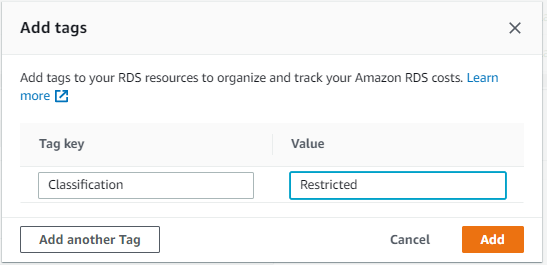 Add tags
Add tags to your RDS resources to organize and track your Amazon RDS costs. Learn
more
Tag key Value
Classification Restricted
Add another Tag Cancel Add